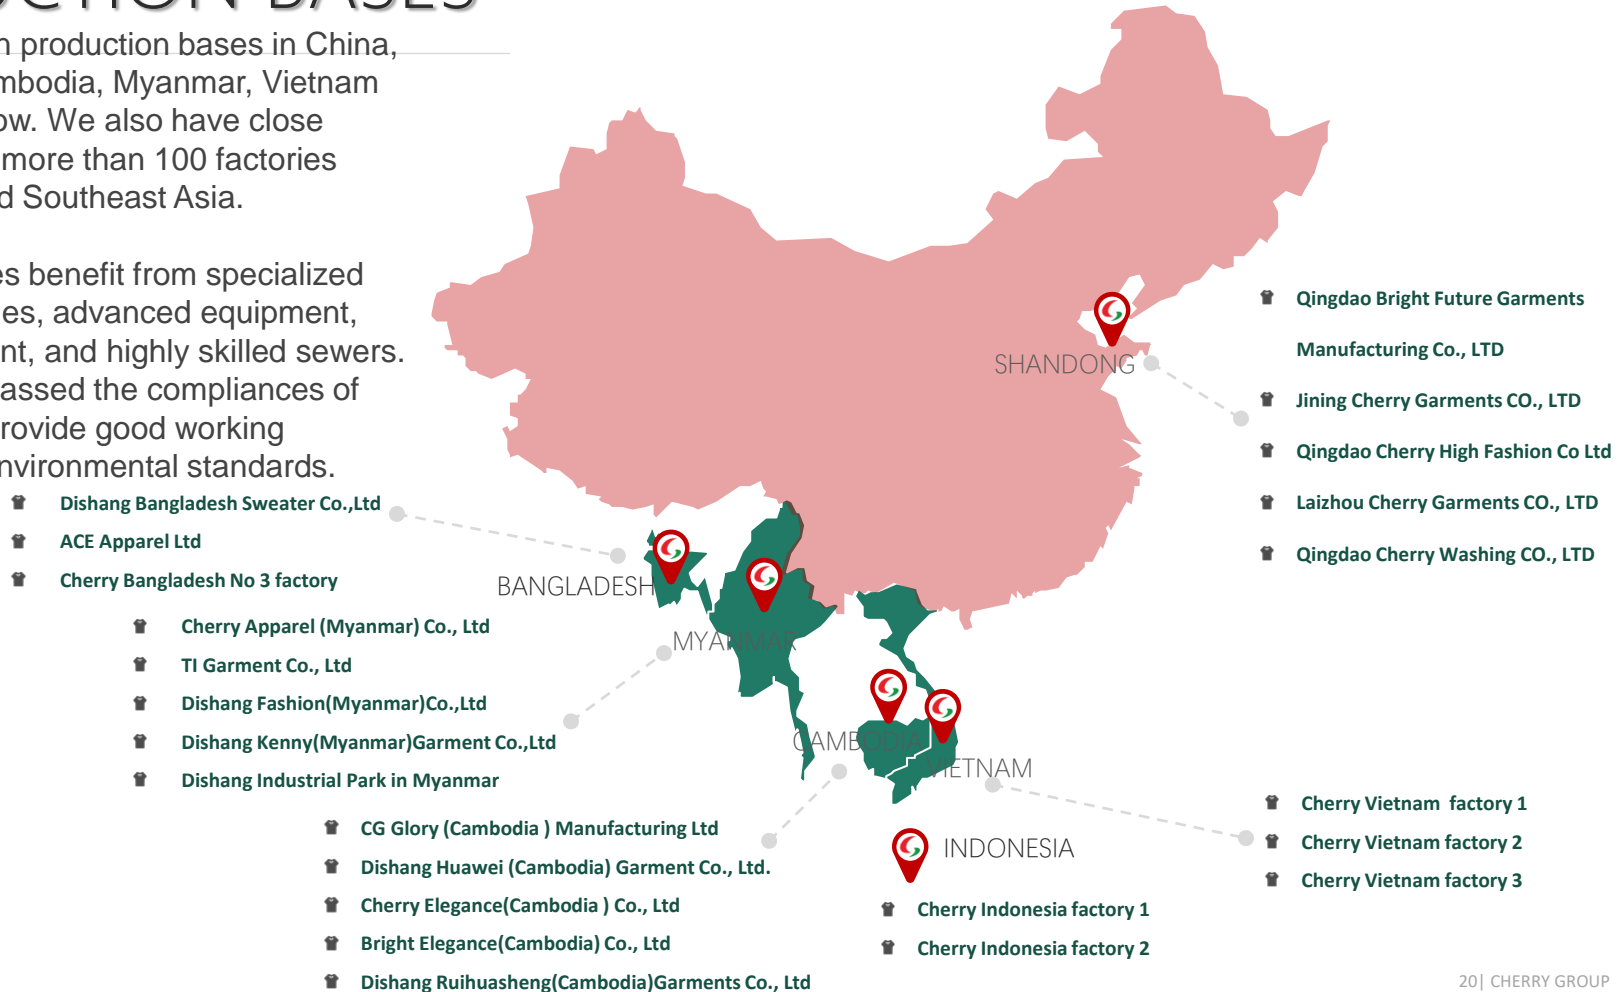 UCTION BASES
n production bases in China,
mbodia, Myanmar, Vietnam
ow. We also have close
more than 100 factories
d Southeast Asia.
es benefit from specialized
es, advanced equipment,
nt, and highly skilled sewers.
assed the compliances of
rovide good working
nvironmental standards.
SHANDONG
Qingdao Bright Future Garments
Manufacturing Co., LTD
Jining Cherry Garments CO., LTD
Qingdao Cherry High Fashion Co Ltd
Laizhou Cherry Garments CO., LTD
Qingdao Cherry Washing CO., LTD
Dishang Bangladesh Sweater Co.,Ltd
ACE Apparel Ltd
Cherry Bangladesh No 3 factory
BANGLADESH
MYANMAR
Cherry Apparel (Myanmar) Co., Ltd
TI Garment Co., Ltd
Dishang Fashion(Myanmar)Co.,Ltd
Dishang Kenny(Myanmar)Garment Co.,Ltd
Dishang Industrial Park in Myanmar
CAMBODIA
VIETNAM
CG Glory (Cambodia ) Manufacturing Ltd
Dishang Huawei (Cambodia) Garment Co., Ltd.
Cherry Elegance(Cambodia ) Co., Ltd
Bright Elegance(Cambodia) Co., Ltd
Dishang Ruihuasheng(Cambodia)Garments Co., Ltd
INDONESIA
Cherry Indonesia factory 1
Cherry Indonesia factory 2
Cherry Vietnam  factory 1
Cherry Vietnam factory 2
Cherry Vietnam factory 3
20| CHERRY GROUP